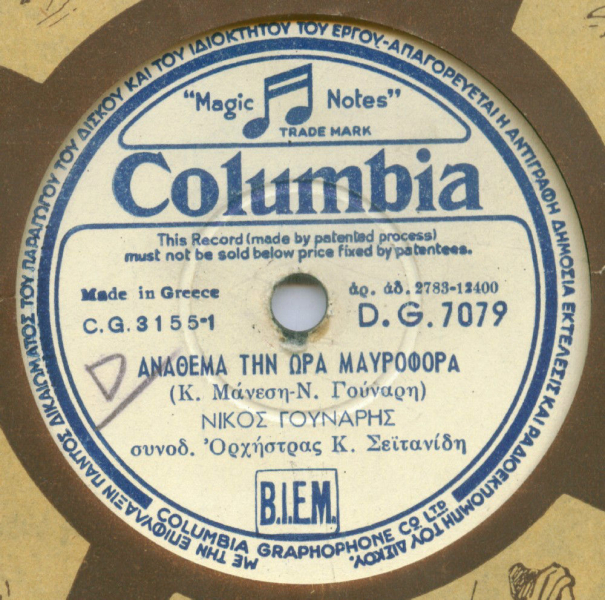 ΜΕ ΤΗΝ ΕΠΙΦΥΛΑΞΙΝ ΠΑΝΤΟΣ ΔΙΚΑΙΩΜΑΤΟΣ ΤΟΥ ΠΑΡΑΓΩΓΟΥ ΤΟΥ ΔΙΣΚΟΥ ΚΑΙ ΤΟΥ ΙΔΙΟΚΤΗΤΟΥ ΤΟΥ ΕΡΓΟΥ-ΑΠΑΓΟΡΕΥΕΤΑΙ Η ΑΝΤΙΓΡΑΦΗ ΔΗΜΟΣΙΑ ΕΚΤΕΛΕΣΙΣ ΚΑΙ ΡΑΔΙΟΕΚΠΟΜΠΗ ΤΟΥ ΔΙΣΚΟΥ.
"Magic Notes"
TRADE MARK
Columbia
This Record (made by patented process)
must not be sold below price fixed by patentees.
Made in Greece
ἀρ. ἀδ. 2783-12400
C.G.3155-1
D.G.7079
ΑΝΑΘΕΜΑ ΤΗΝ ΩΡΑ ΜΑΥΡΟΦΟΡΑ
(Κ. Μάνεση-Ν. Γούναρη)
ΝΙΚΟΣ ΓΟΥΝΑΡΗΣ
συνοδ. Ὀρχήστρας Κ. Σεϊτανίδη
B.I.E.M.
COLUMBIA GRAPHOPHONE CO LTD